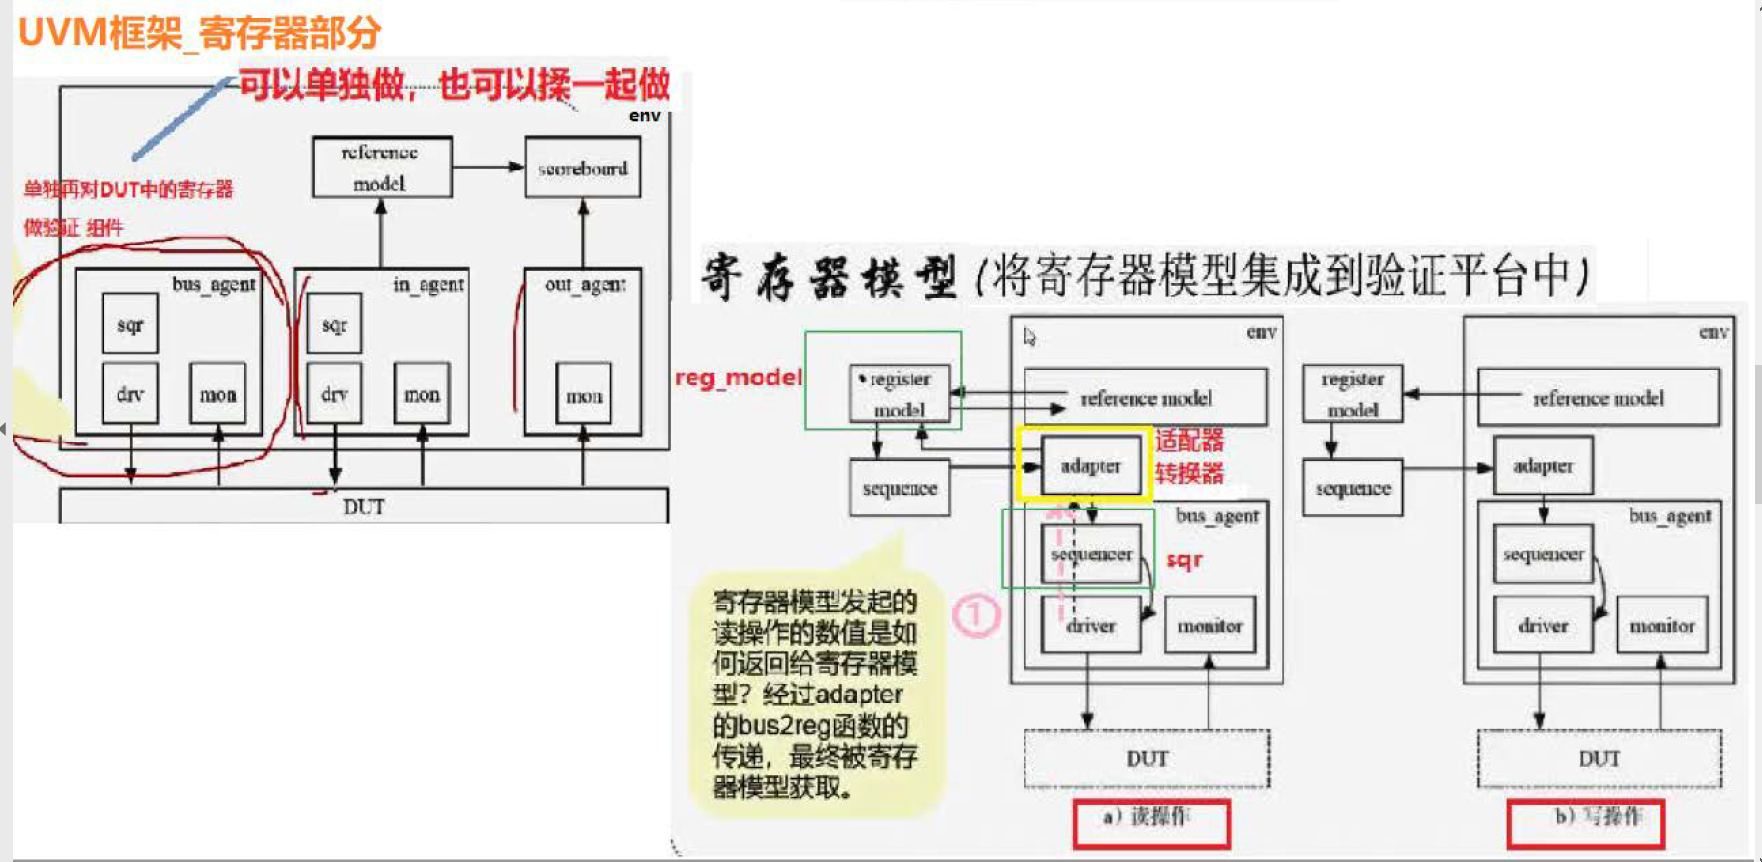 UVM框架_寄存器部分
可以单独做，也可以揉一起做
env
reference
model
scorebourd
单独再对DUT中的寄存器
做验证 组件
bus_agent
in_agent
out_agent
sqr
sqr
drv
mon
drv
mon
mon
DUT
寄存器模型(将寄存器模型集成到验证平台中)
env
reg_model
register
model
reference model
adapter
适配器
转换器
sequence
bus_agent
sequencer
sqr
①
driver
monitor
DUT
a）读操作
寄存器模型发起的
读操作的数值是如
何返回给寄存器模
型？经过adapter
的bus2reg函数的
传递，最终被寄存
器模型获取。
env
register
model
reference model
adapter
sequence
bus_agent
sequencer
driver
monitor
DUT
b）写操作